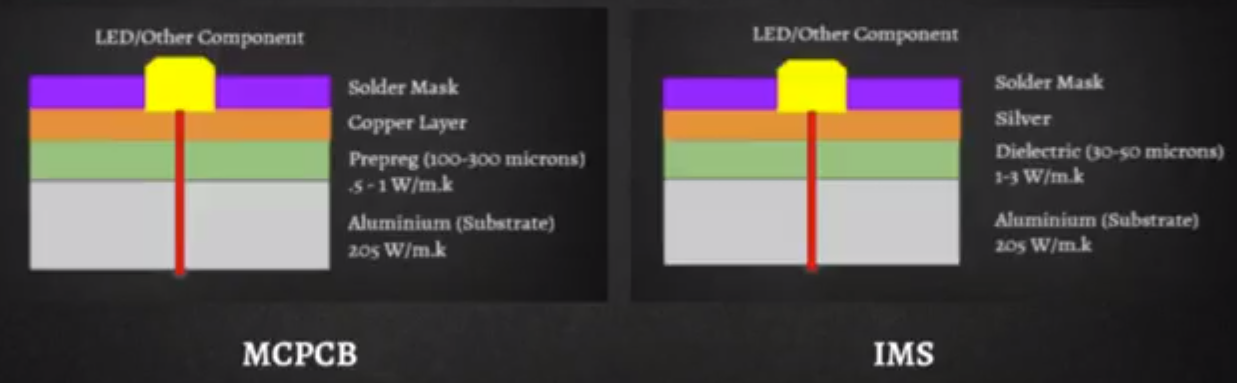 LED/Other Component
Solder Mask
Copper Layer
Prepreg (100-300 microns)
.5 - 1 W/m.k
Aluminium (Substrate)
205 W/m.k
MCPCB
LED/Other Component
Solder Mask
Silver
Dielectric (30-50 microns)
1-3 W/m.k
Aluminium (Substrate)
205 W/m.k
IMS